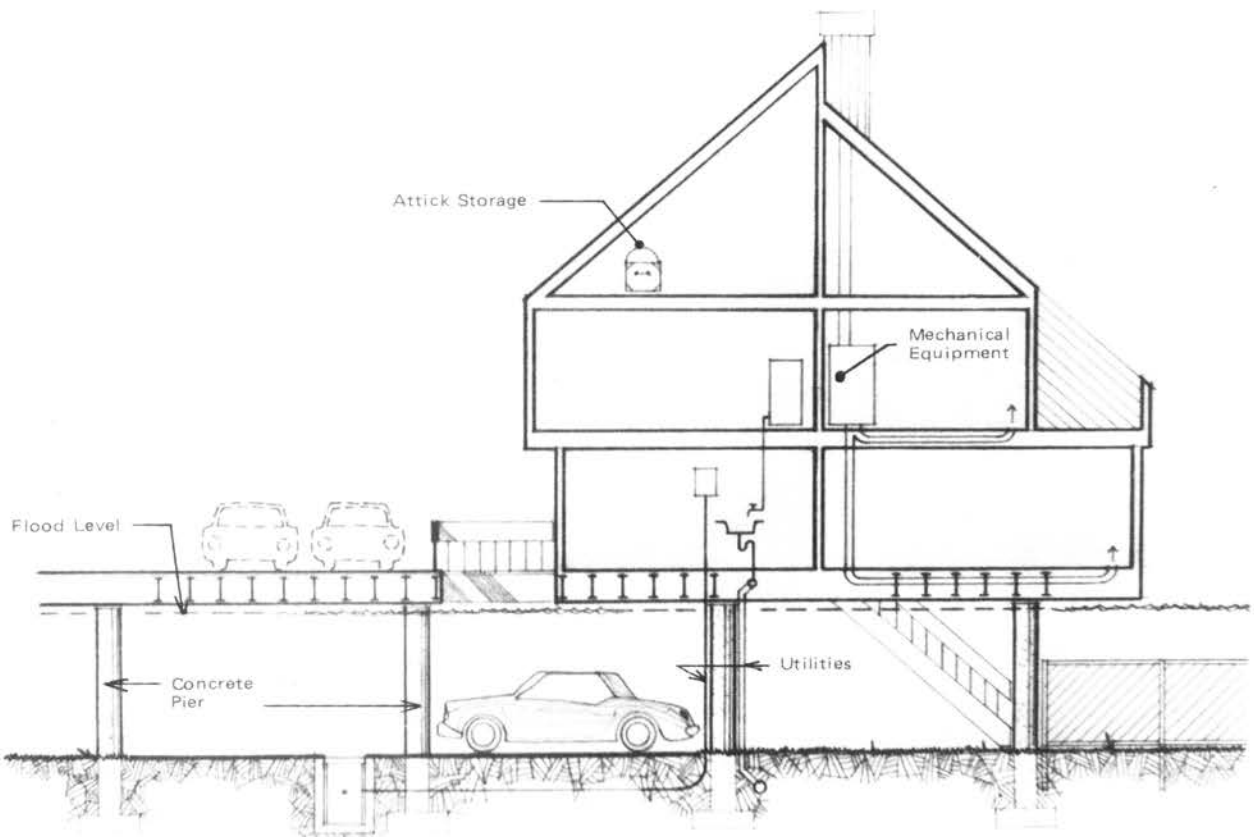 Attick Storage
Mechanical
Equipment
Flood Level
Concrete
Pier
Utilities